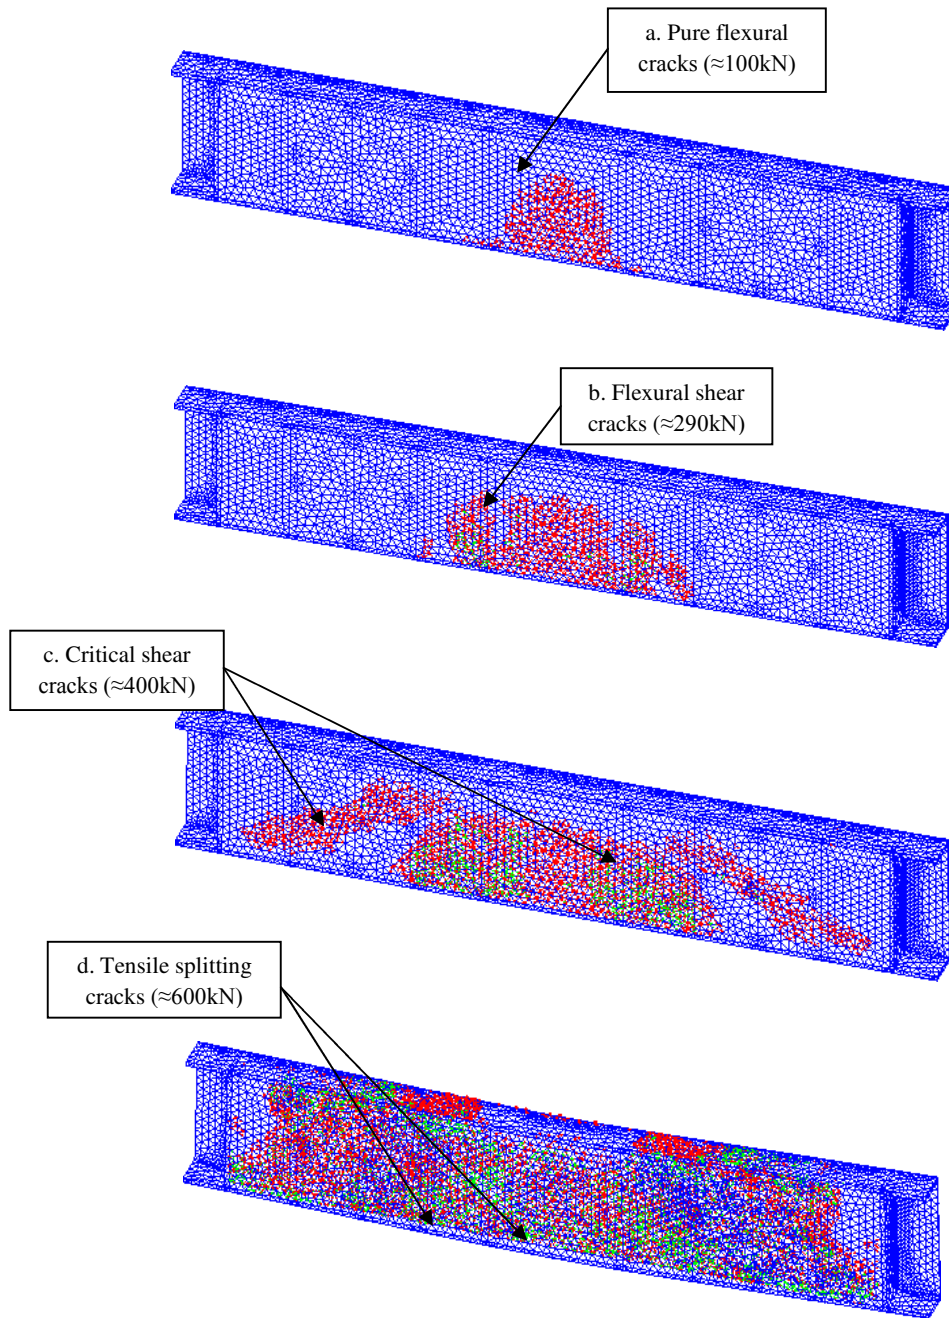 a. Pure flexural
cracks (≈100kN)
b. Flexural shear
cracks (≈290kN)
c. Critical shear
cracks (≈400kN)
d. Tensile splitting
cracks (≈600kN)